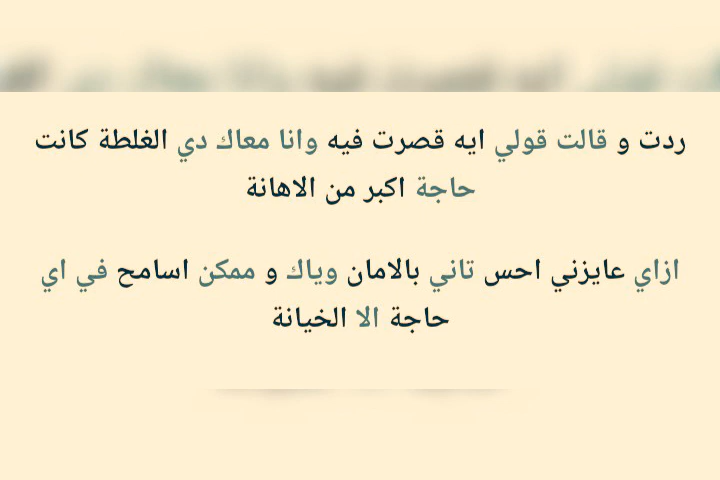 ردت و قالت قولي ايه قصرت فيه وانا معاك دي الغلطة كانت
حاجة اكبر من الاهانة
ازاي عايزني احس تاني بالامان وياك و ممكن اسامح في اي
حاجة الا الخيانة